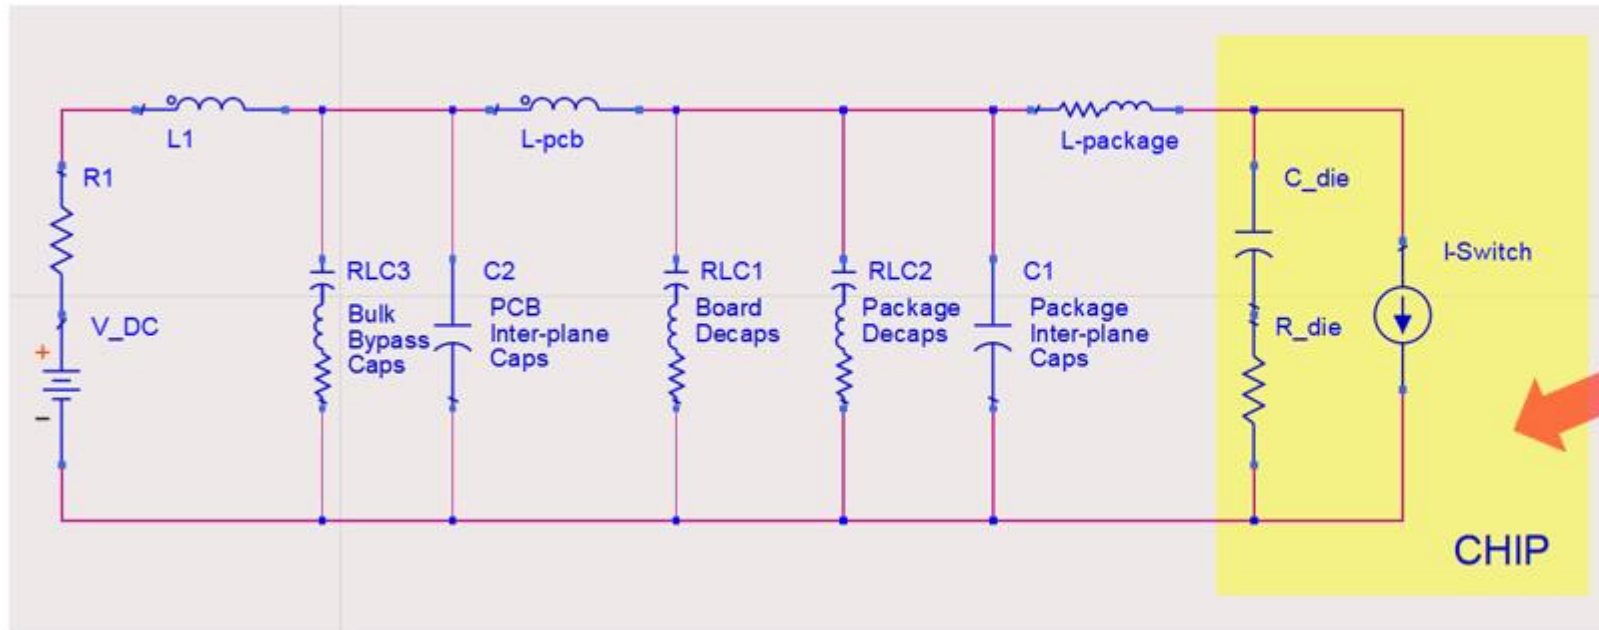 L1
L-pcb
L-package
R1
C_die
I-Switch
RLC3
Bulk
Bypass
Caps
C2
PCB
Inter-plane
Caps
RLC1
Board
Decaps
RLC2
Package
Decaps
C1
Package
Inter-plane
Caps
R_die
V_DC
+
−
CHIP